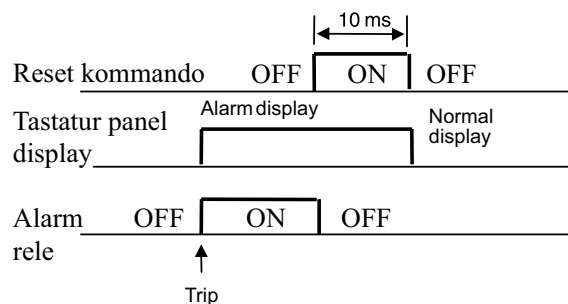 10 ms
Reset kommando OFF ON OFF
Alarm display
Tastatur panel display
Normal display
OFF ON OFF
Alarm rele
Trip